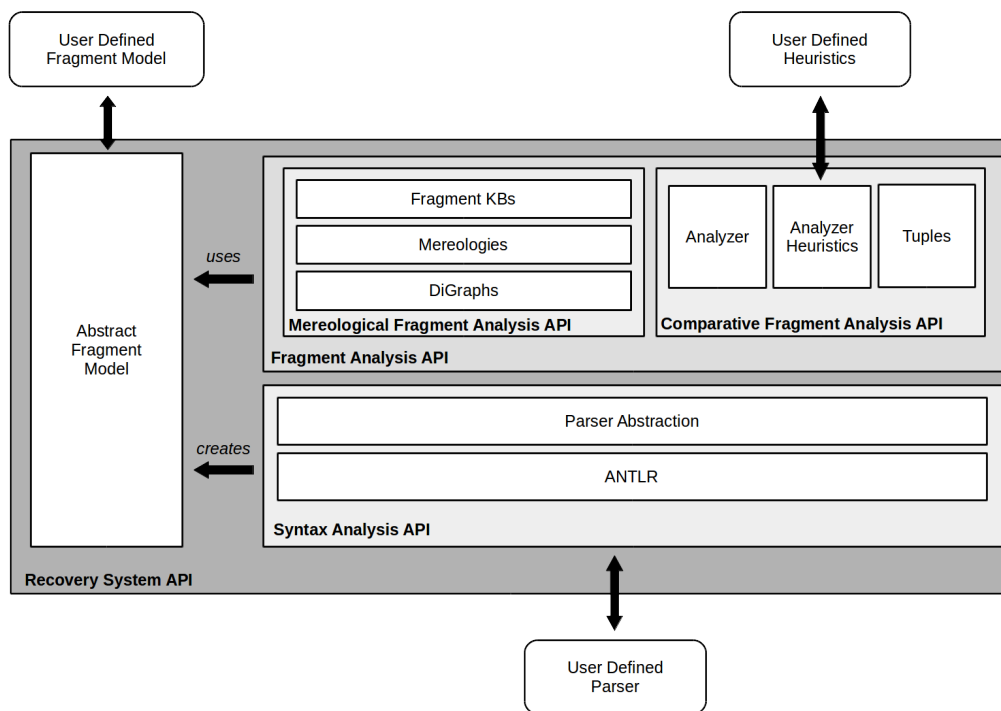 User Defined
Fragment Model
User Defined
Heuristics
Abstract
Fragment
Model
uses
creates
Fragment KBs
Mereologies
DiGraphs
Mereological Fragment Analysis API
Analyzer
Analyzer
Heuristics
Tuples
Comparative Fragment Analysis API
Fragment Analysis API
Parser Abstraction
ANTLR
Syntax Analysis API
Recovery System API
User Defined
Parser